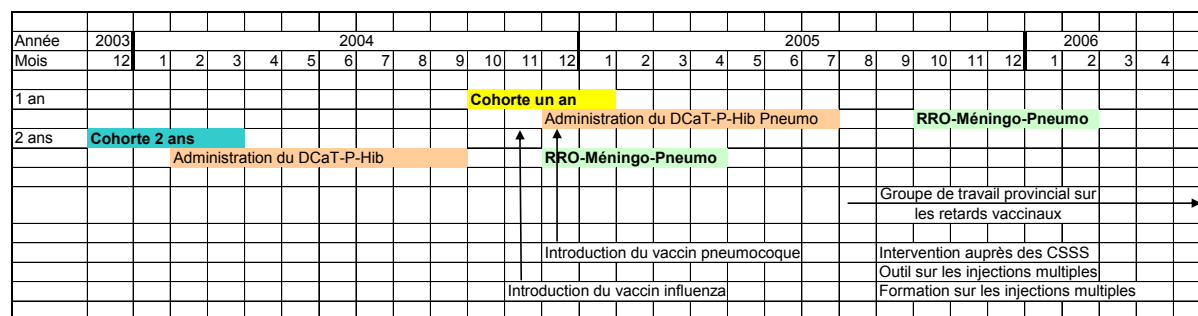 Année 2003 2004 2005 2006
Mois 12 1 2 3 4 5 6 7 8 9 10 11 12 1 2 3 4 5 6 7 8 9 10 11 12 1 2 3 4
1 an Cohorte un an
Administration du DCaT-P-Hib Pneumo RRO-Méningo-Pneumo
2 ans Cohorte 2 ans
Administration du DCaT-P-Hib RRO-Méningo-Pneumo
Groupe de travail provincial sur
les retards vaccinaux
Introduction du vaccin pneumocoque Intervention auprès des CSSS
Outil sur les injections multiples
Introduction du vaccin influenza Formation sur les injections multiples